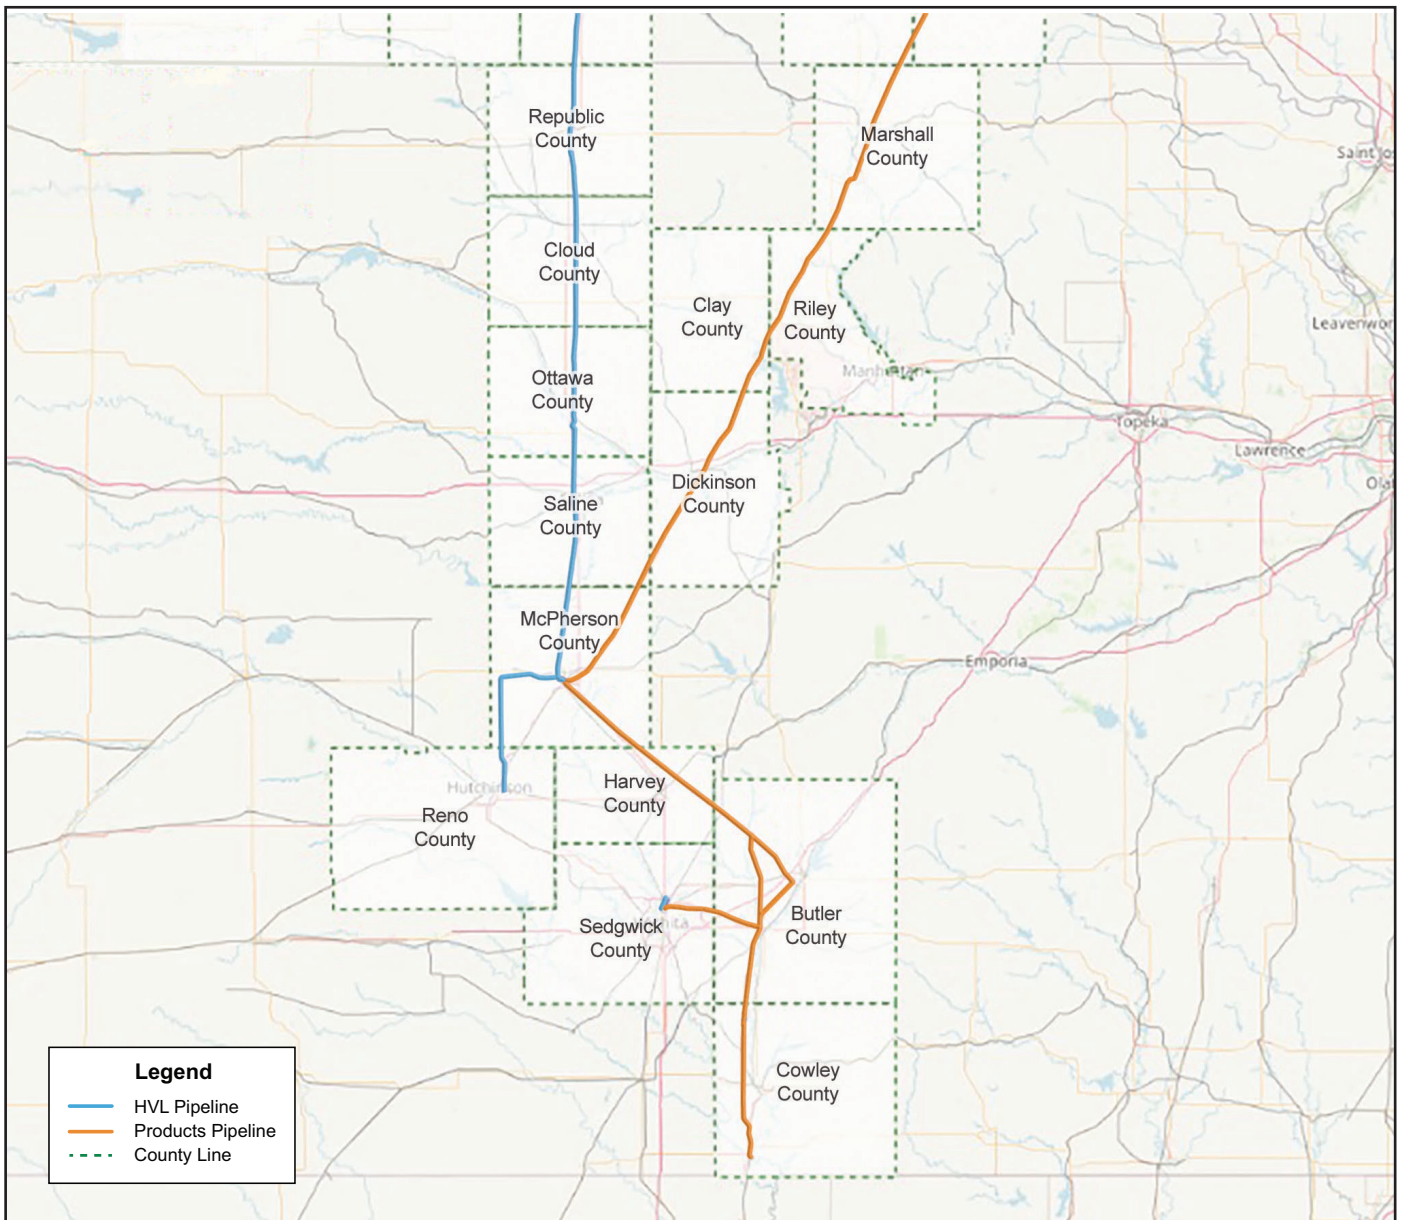 Republic
County
Marshall
County
Saint Jo
Cloud
County
Clay
County
Riley
County
Leavenwor
Manhattan
Ottawa
County
Topeka
Lawrence
Dickinson
County
Ola
Saline
County
McPherson
County
Emporia
Hutchinson
Harvey
County
Reno
County
Butler
County
Sedgwick
County
Cowley
County
Legend
HVL Pipeline
Products Pipeline
County Line